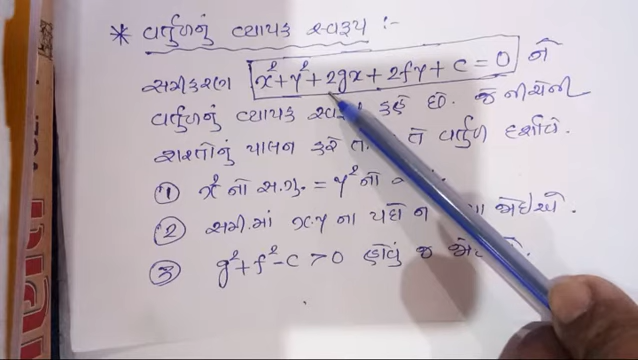 * વર્તુળનું વ્યાપક સ્વરૂપ :-
સમીકરણ x²+y²+2gx+2fy+c=0 ને
વર્તુળનું વ્યાપક કહે છે. જે નીચેની
શરતોનું પાલન કરે તો તે વર્તુળ દર્શાવે.
① x² નો સ.ગુ. = y² નો
② સમી.માં x.y ના પદો ન જોઈએ.
③ g²+f²-c>0 હોવું જ